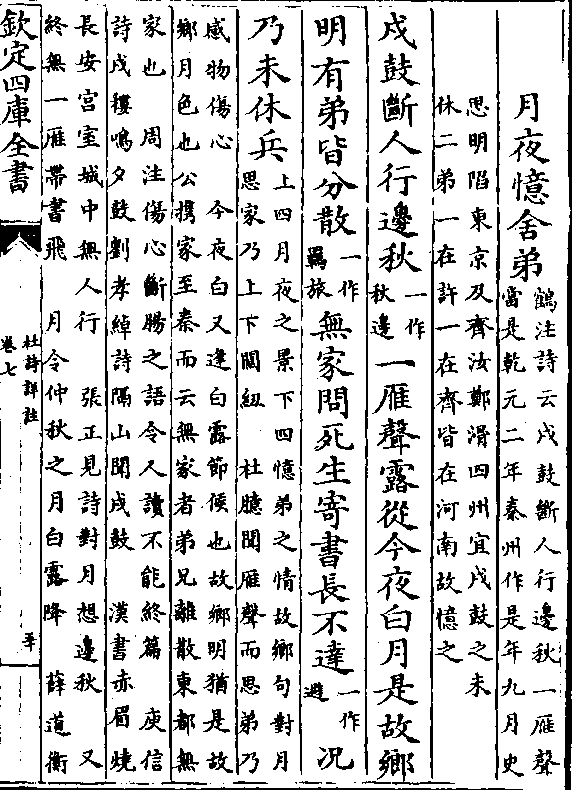 月夜憶舍弟
鶴注詩云戍鼓斷人行邊秋一雁聲
當是乾元二年秦州作是年九月史
思明陷東京及齊汝鄭滑四州宜戍鼓之未
休二弟一在許一在齊皆在河南故憶之
戍鼓斷人行邊秋
一作
秋邊
一雁聲露從今夜白月是故鄉
明有弟皆分散
一作
羈旅
無家問死生寄書長不達
一作
避
况
乃未休兵
上四月夜之景下四憶弟之情故鄉句對月
思家乃上下關紐 杜臆聞雁聲而思弟乃
感物傷心 今夜白又逢白露節候也故鄉明猶是故
鄉月色也公携家至秦而云無家者弟兄離散東都無
家也 周注傷心斷腸之語令人讀不能終篇 庾信
詩戍樓鳴夕鼓劉孝綽詩隔山聞戍鼓 漢書赤眉燒
長安宫室城中無人行 張正見詩對月想邊秋 又
終無一雁帶書飛 月令仲秋之月白露降 薛道衡
欽定四庫全書
杜詩詳註
卷七